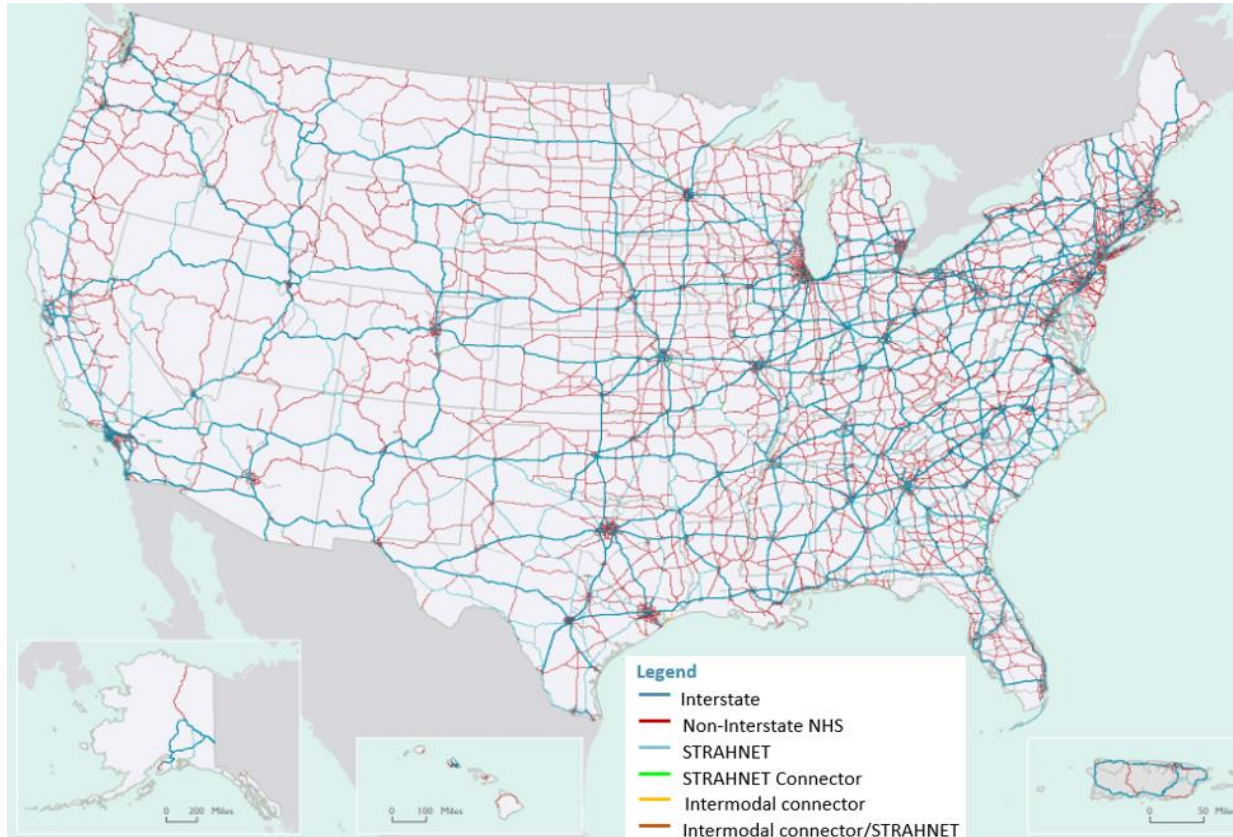 Legend
Interstate
Non-Interstate NHS
STRAHNET
STRAHNET Connector
Intermodal connector
Intermodal connector/STRAHNET
0 200 Miles
0 100 Miles
0 50